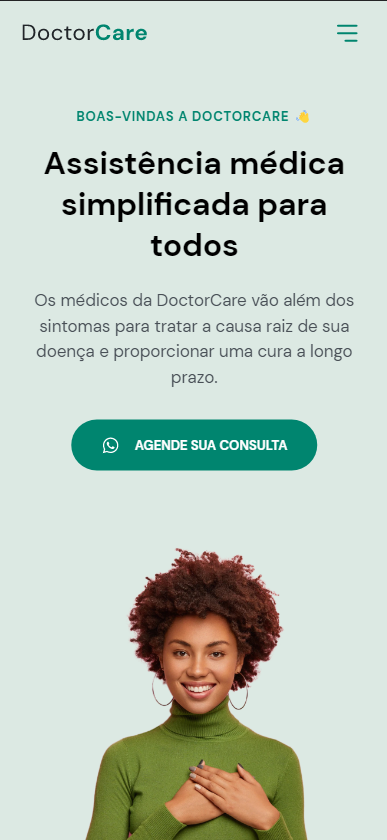 DoctorCare
BOAS-VINDAS A DOCTORCARE 👋
Assistência médica
simplificada para
todos
Os médicos da DoctorCare vão além dos
sintomas para tratar a causa raiz de sua
doença e proporcionar uma cura a longo
prazo.
AGENDE SUA CONSULTA